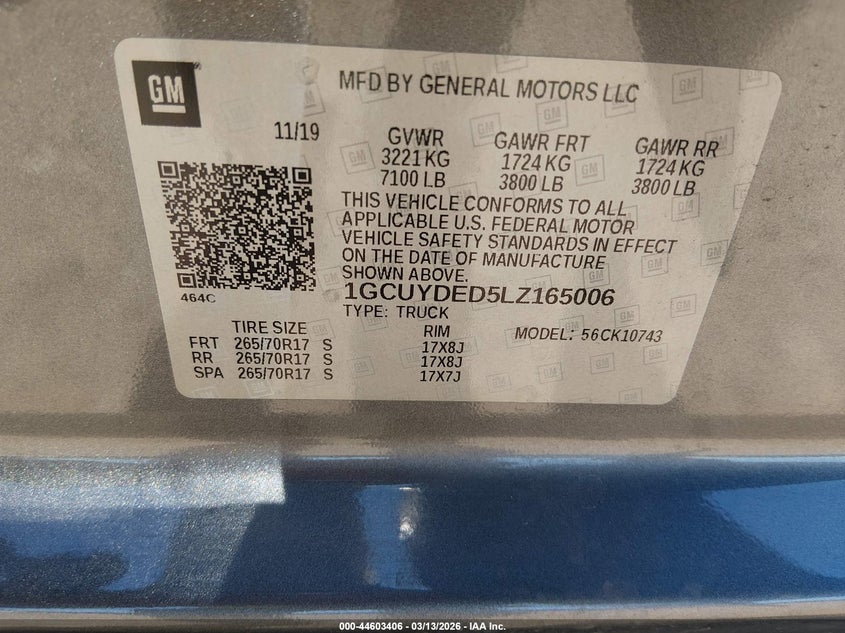 GM
MFD BY GENERAL MOTORS LLC
11/19
GVWR
3221 KG
7100 LB
GAWR FRT
1724 KG
3800 LB
GAWR RR
1724 KG
3800 LB
THIS VEHICLE CONFORMS TO ALL
APPLICABLE U.S. FEDERAL MOTOR
VEHICLE SAFETY STANDARDS IN EFFECT
ON THE DATE OF MANUFACTURE
SHOWN ABOVE.
464C
1GCUYDED5LZ165006
TYPE: TRUCK
MODEL: 56CK10743
TIRE SIZE RIM
FRT 265/70R17 S 17X8J
RR 265/70R17 S 17X8J
SPA 265/70R17 S 17X7J
000-44603406 - 03/13/2026 - IAA Inc.